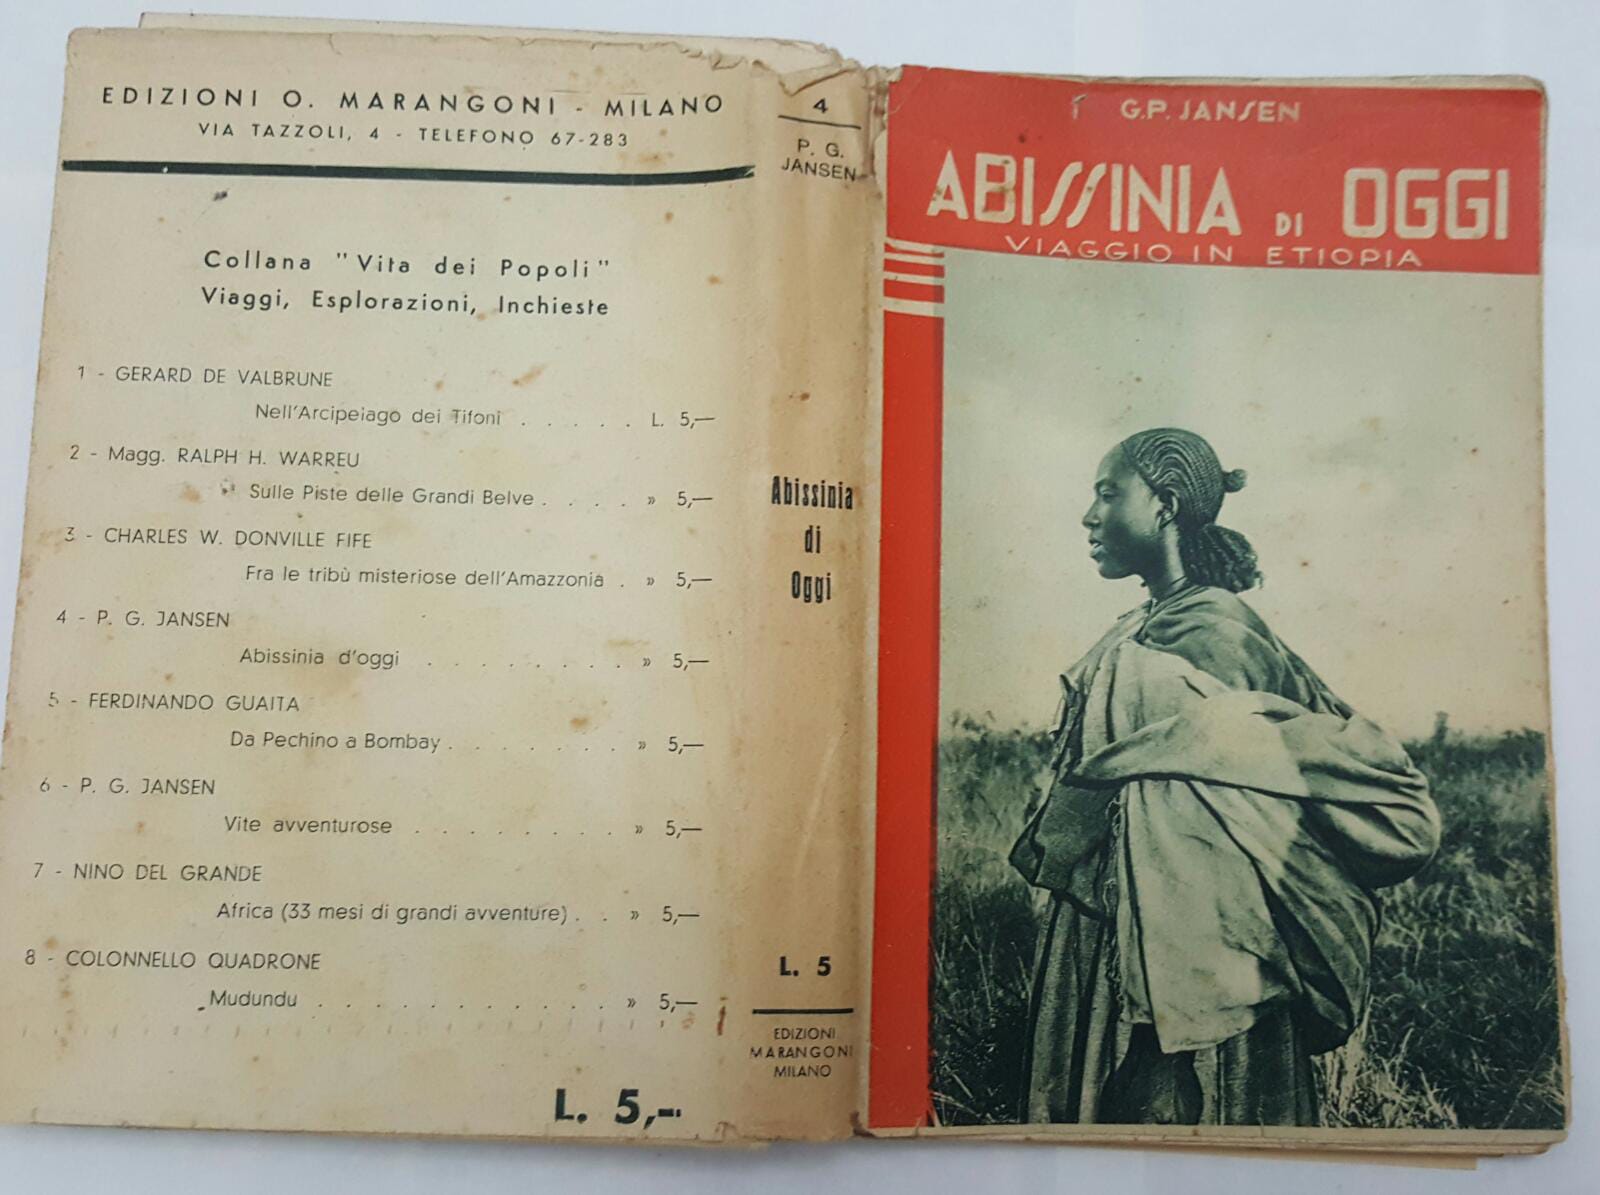 EDIZIONI O. MARANGONI - MILANO
VIA TAZZOLI, 4 - TELEFONO 67-283
Collana "Vita dei Popoli"
Viaggi, Esplorazioni, Inchieste
1 - GERARD DE VALBRUNE
Nell'Arcipelago dei Tifoni . . . . . L. 5,—
2 - Magg. RALPH H. WARREU
Sulle Piste delle Grandi Belve . . . . » 5,—
3 - CHARLES W. DONVILLE FIFE
Fra le tribù misteriose dell'Amazzonia . » 5,—
4 - P. G. JANSEN
Abissinia d'oggi . . . . . . . . » 5,—
5 - FERDINANDO GUAITA
Da Pechino a Bombay . . . . . . . » 5,—
6 - P. G. JANSEN
Vite avventurose . . . . . . . . » 5,—
7 - NINO DEL GRANDE
Africa (33 mesi di grandi avventure) . . » 5,—
8 - COLONNELLO QUADRONE
Mudundu . . . . . . . . . . . » 5,—
L. 5,—
4
P. G.
JANSEN
Abissinia
di
Oggi
L. 5
EDIZIONI
MARANGONI
MILANO
G.P. JANSEN
ABISSINIA DI OGGI
VIAGGIO IN ETIOPIA